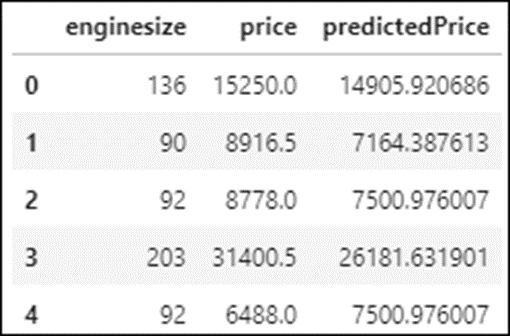 enginesize price predictedPrice
0 136 15250.0 14905.920686
1 90 8916.5 7164.387613
2 92 8778.0 7500.976007
3 203 31400.5 26181.631901
4 92 6488.0 7500.976007